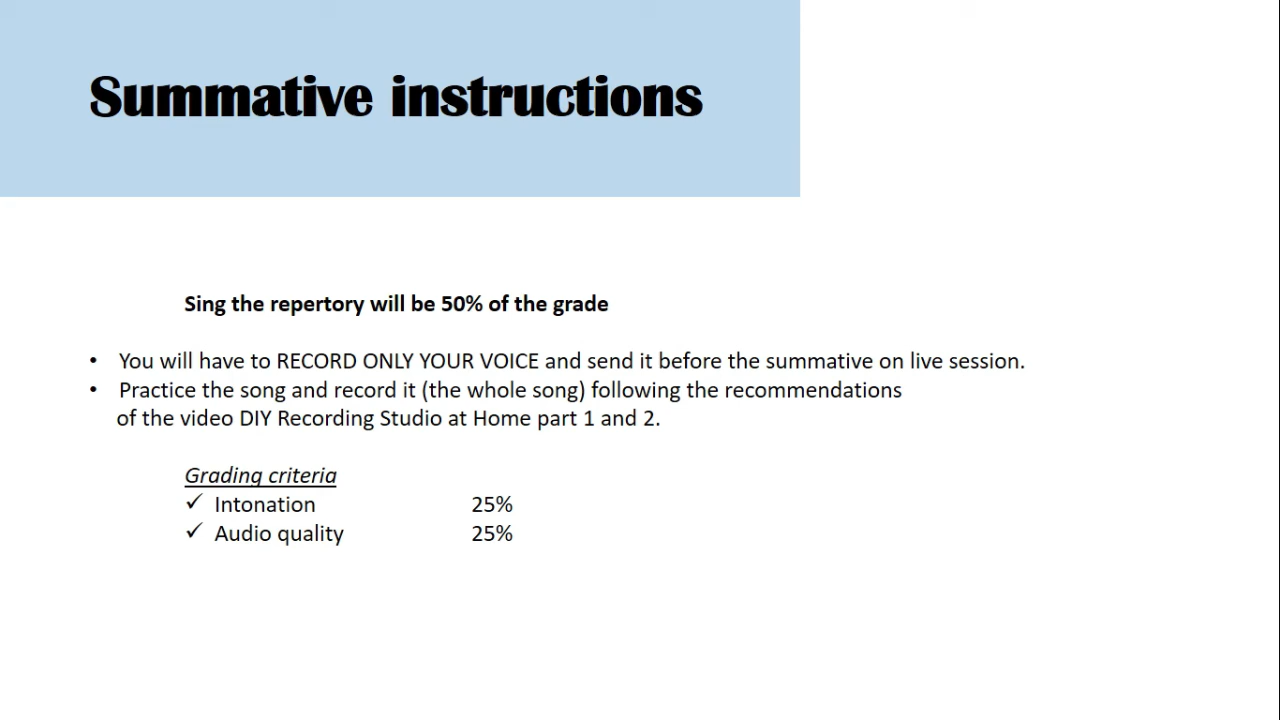 Summative instructions
Sing the repertory will be 50% of the grade
• You will have to RECORD ONLY YOUR VOICE and send it before the summative on live session.
• Practice the song and record it (the whole song) following the recommendations
of the video DIY Recording Studio at Home part 1 and 2.
Grading criteria
✓ Intonation 25%
✓ Audio quality 25%